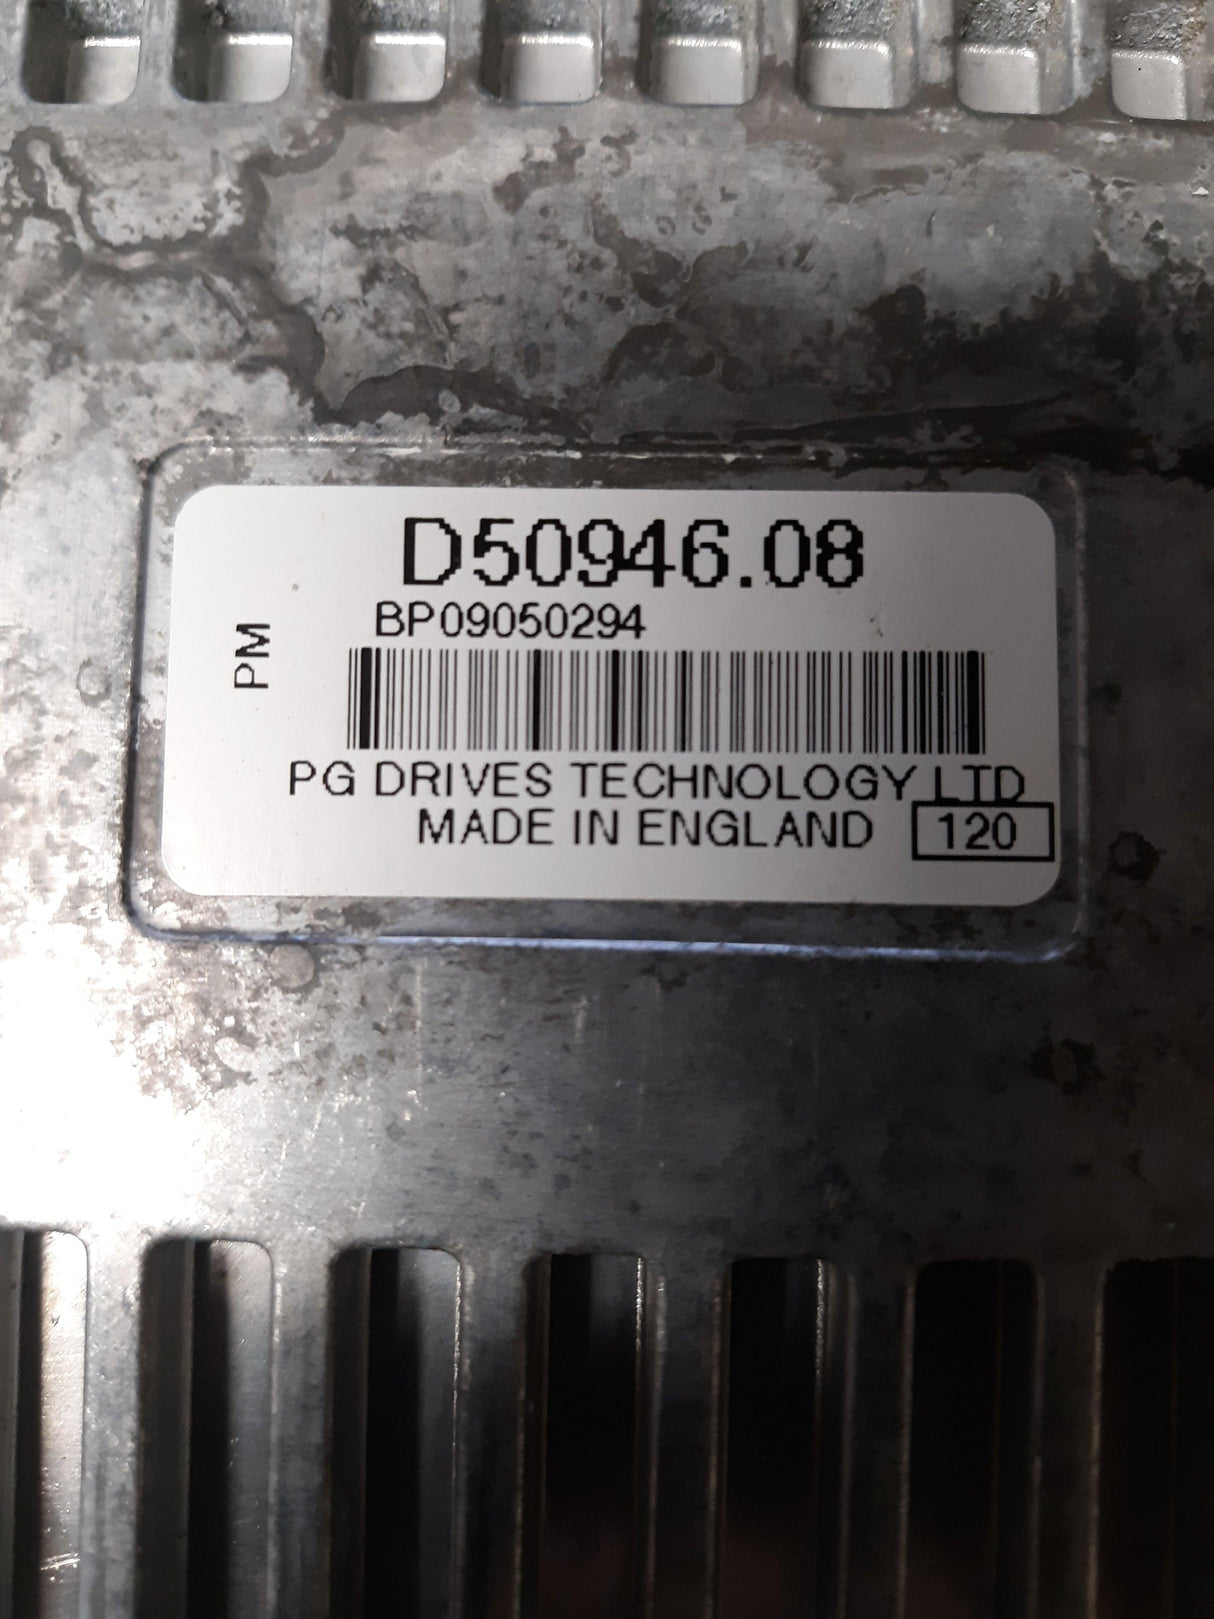 D50946.08
BP09050294
PM
PG DRIVES TECHNOLOGY LTD
MADE IN ENGLAND
120